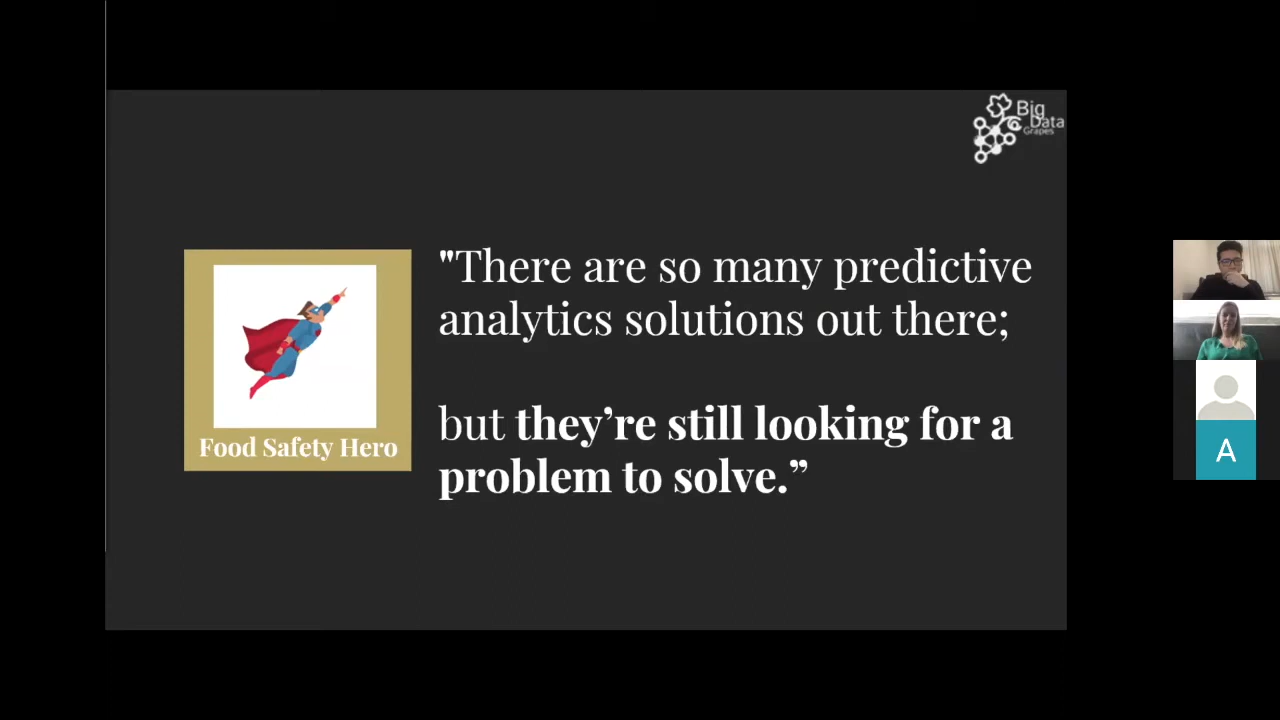 Big
Data
Grapes
"There are so many predictive
analytics solutions out there;
but they’re still looking for a
problem to solve.”
Food Safety Hero
A